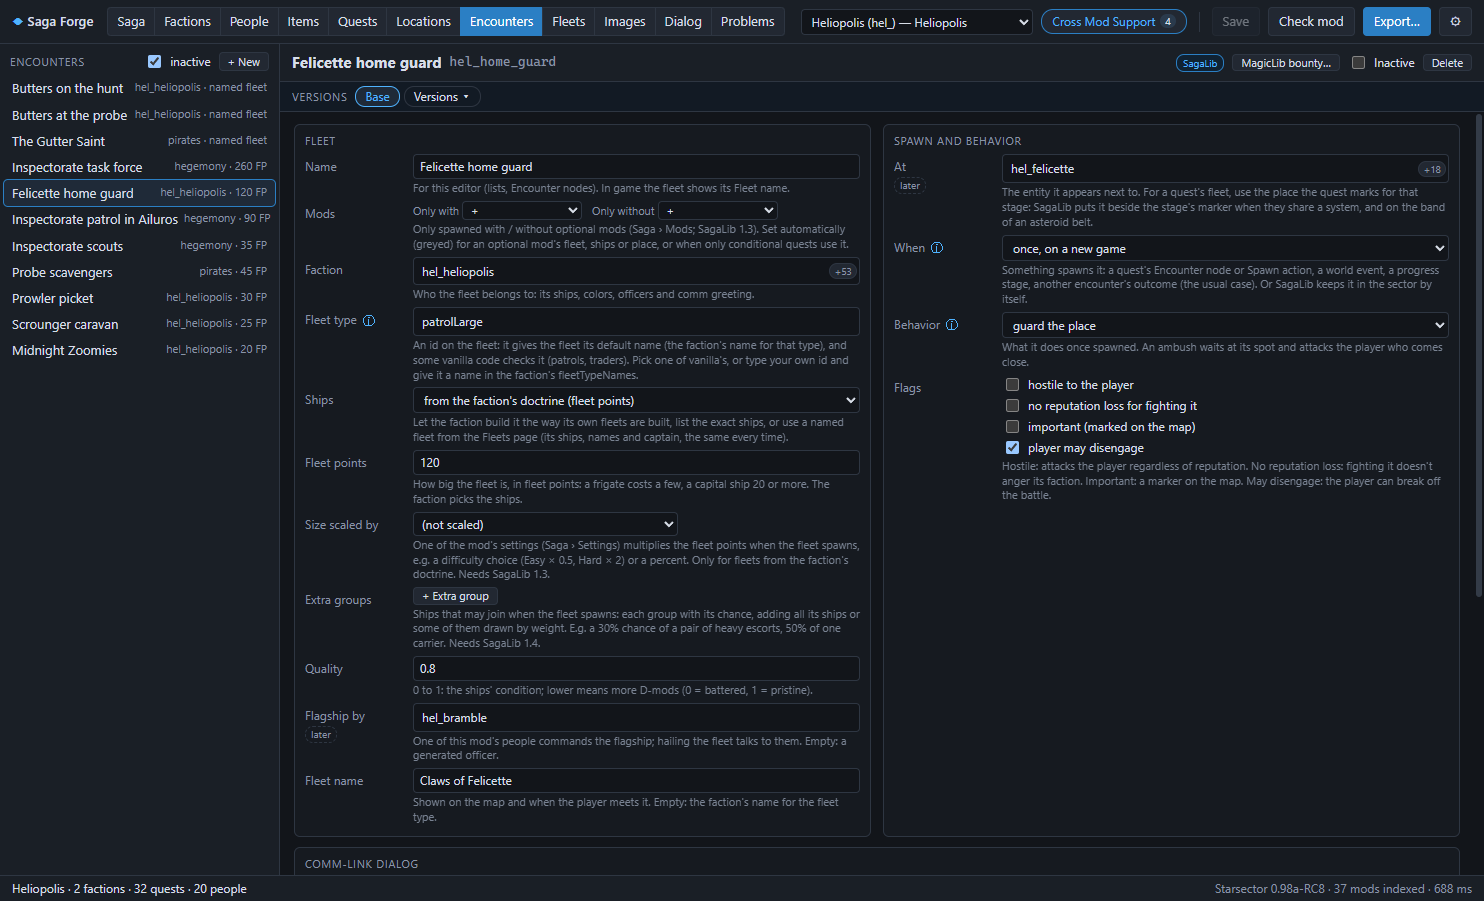 Saga Forge
Saga
Factions
People
Items
Quests
Locations
Encounters
Fleets
Images
Dialog
Problems
Heliopolis (hel_) — Heliopolis
Cross Mod Support 4
Save
Check mod
Export...
ENCOUNTERS
inactive
+ New
Butters on the hunt hel_heliopolis · named fleet
Butters at the probe hel_heliopolis · named fleet
The Gutter Saint pirates · named fleet
Inspectorate task force hegemony · 260 FP
Felicette home guard hel_heliopolis · 120 FP
Inspectorate patrol in Ailuros hegemony · 90 FP
Inspectorate scouts hegemony · 35 FP
Probe scavengers pirates · 45 FP
Prowler picket hel_heliopolis · 30 FP
Scrounger caravan hel_heliopolis · 25 FP
Midnight Zoomies hel_heliopolis · 20 FP
Felicette home guard hel_home_guard
SagaLib
MagicLib bounty...
Inactive
Delete
VERSIONS
Base
Versions
FLEET
Name
Felicette home guard
For this editor (lists, Encounter nodes). In game the fleet shows its Fleet name.
Mods
Only with +
Only without +
Only spawned with / without optional mods (Saga › Mods; SagaLib 1.3). Set automatically
(greyed) for an optional mod's fleet, ships or place, or when only conditional quests use it.
Faction
hel_heliopolis
+53
Who the fleet belongs to: its ships, colors, officers and comm greeting.
Fleet type
patrolLarge
An id on the fleet: it gives the fleet its default name (the faction's name for that type), and
some vanilla code checks it (patrols, traders). Pick one of vanilla's, or type your own id and
give it a name in the faction's fleetTypeNames.
Ships
from the faction's doctrine (fleet points)
Let the faction build it the way its own fleets are built, list the exact ships, or use a named
fleet from the Fleets page (its ships, names and captain, the same every time).
Fleet points
120
How big the fleet is, in fleet points: a frigate costs a few, a capital ship 20 or more. The
faction picks the ships.
Size scaled by
(not scaled)
One of the mod's settings (Saga › Settings) multiplies the fleet points when the fleet spawns,
e.g. a difficulty choice (Easy × 0.5, Hard × 2) or a percent. Only for fleets from the faction's
doctrine. Needs SagaLib 1.3.
Extra groups
+ Extra group
Ships that may join when the fleet spawns: each group with its chance, adding all its ships or
some of them drawn by weight. E.g. a 30% chance of a pair of heavy escorts, 50% of one
carrier. Needs SagaLib 1.4.
Quality
0.8
0 to 1: the ships' condition; lower means more D-mods (0 = battered, 1 = pristine).
Flagship by
later
hel_bramble
One of this mod's people commands the flagship; hailing the fleet talks to them. Empty: a
generated officer.
Fleet name
Claws of Felicette
Shown on the map and when the player meets it. Empty: the faction's name for the fleet
type.
SPAWN AND BEHAVIOR
At
later
hel_felicette
+18
The entity it appears next to. For a quest's fleet, use the place the quest marks for that
stage: SagaLib puts it beside the stage's marker when they share a system, and on the band
of an asteroid belt.
When
once, on a new game
Something spawns it: a quest's Encounter node or Spawn action, a world event, a progress
stage, another encounter's outcome (the usual case). Or SagaLib keeps it in the sector by
itself.
Behavior
guard the place
What it does once spawned. An ambush waits at its spot and attacks the player who comes
close.
Flags
hostile to the player
no reputation loss for fighting it
important (marked on the map)
player may disengage
Hostile: attacks the player regardless of reputation. No reputation loss: fighting it doesn't
anger its faction. Important: a marker on the map. May disengage: the player can break off
the battle.
COMM-LINK DIALOG
Heliopolis · 2 factions · 32 quests · 20 people
Starsector 0.98a-RC8 · 37 mods indexed · 688 ms